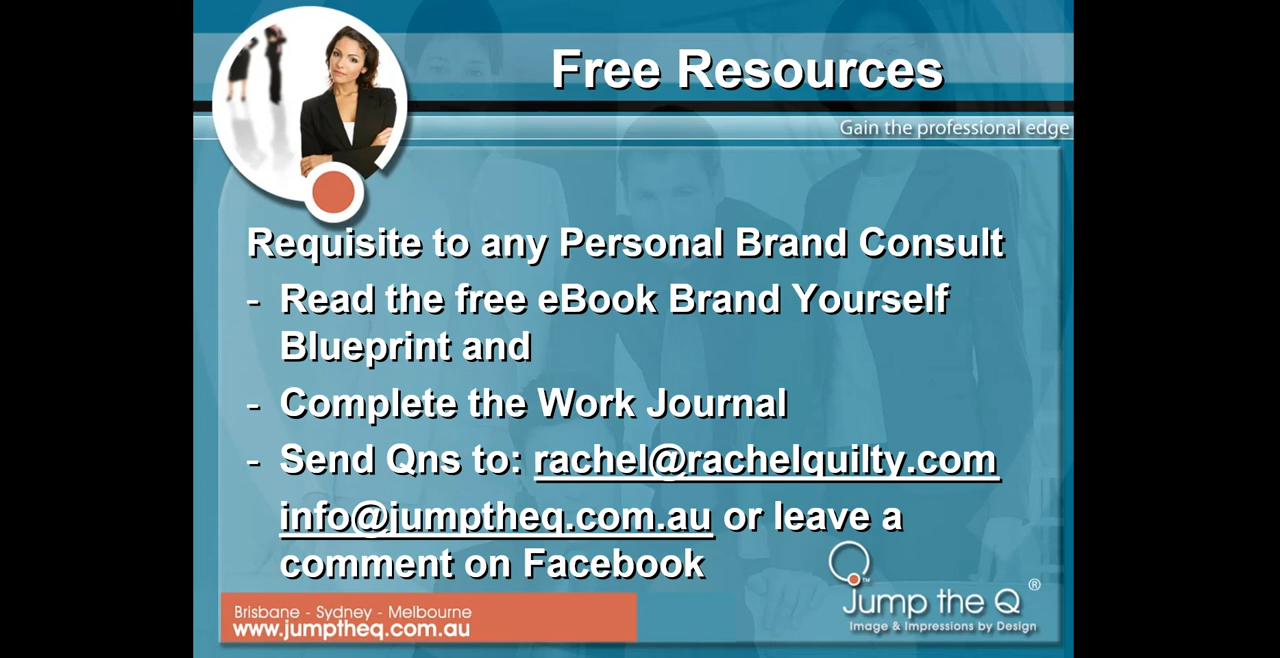 Free Resources
Gain the professional edge
Requisite to any Personal Brand Consult
- Read the free eBook Brand Yourself
Blueprint and
- Complete the Work Journal
- Send Qns to: rachel@rachelquilty.com
info@jumptheq.com.au or leave a
comment on Facebook
Brisbane - Sydney - Melbourne
www.jumptheq.com.au
™
Jump the Q ®
Image & Impressions by Design